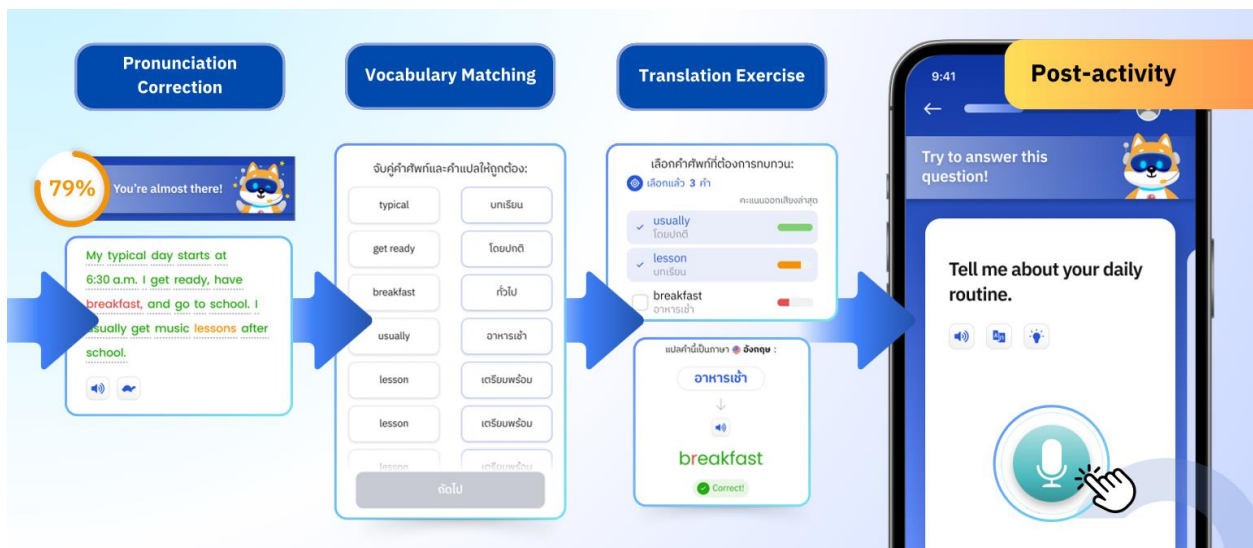 Pronunciation
Correction
79%
You're almost there!
My typical day starts at
6:30 a.m. I get ready, have
breakfast, and go to school. I
usually get music lessons after
school.
Vocabulary Matching
จับคู่คำศัพท์และคำแปลให้ถูกต้อง:
typical บทเรียน
get ready โดยปกติ
breakfast ทั่วไป
usually อาหารเช้า
lesson เตรียมพร้อม
lesson เตรียมพร้อม
lesson เตรียมพร้อม
ถัดไป
Translation Exercise
เลือกคำศัพท์ที่ต้องการทบทวน:
เลือกแล้ว 3 คำ
คะแนนออกเสียงล่าสุด
usually
โดยปกติ
lesson
บทเรียน
breakfast
อาหารเช้า
แปลคำนี้เป็นภาษา อังกฤษ :
อาหารเช้า
breakfast
Correct!
Post-activity
9:41
Try to answer this
question!
Tell me about your daily
routine.